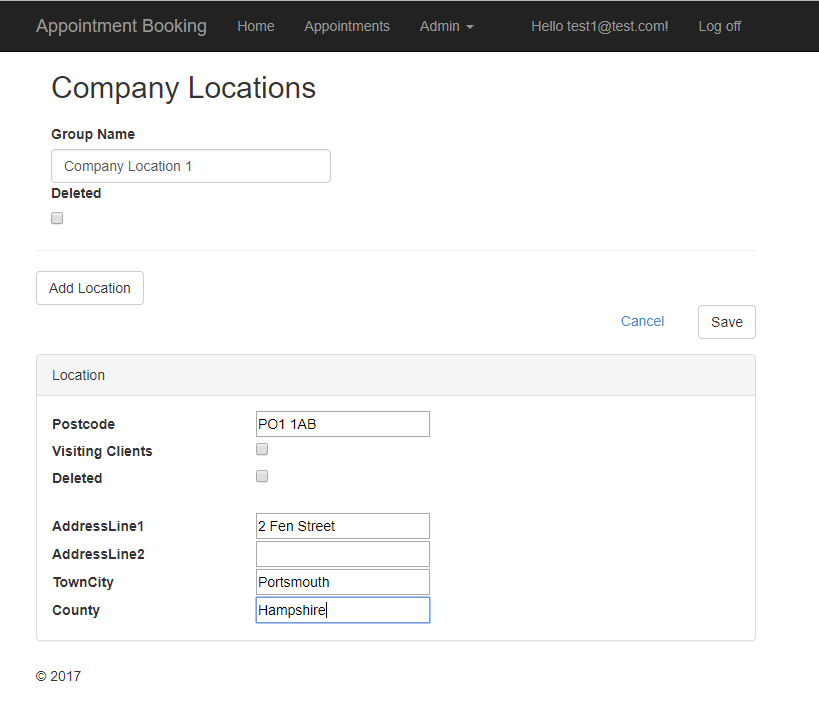 Appointment Booking Home Appointments Admin Hello test1@test.com! Log off
Company Locations
Group Name
Company Location 1
Deleted
Add Location
Cancel Save
Location
Postcode PO1 1AB
Visiting Clients
Deleted
AddressLine1 2 Fen Street
AddressLine2
TownCity Portsmouth
County Hampshire
© 2017